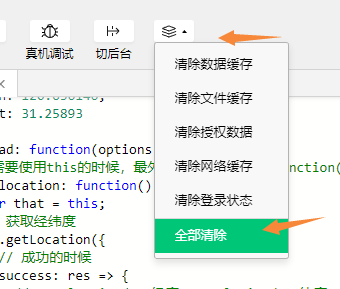 真机调试
切后台
清除数据缓存
清除文件缓存
清除授权数据
清除网络缓存
清除登录状态
全部清除
t: 31.25893
ad: function(options
需要使用this的时候，最外
nction(
location: function()
r that = this;
获取经纬度
.getLocation({
// 成功的时候
success: res => {